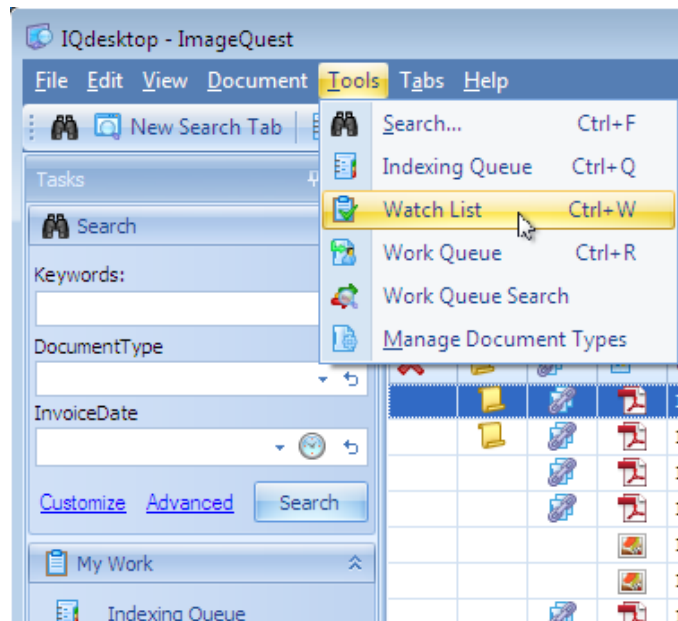 IQdesktop - ImageQuest
File Edit View Document Tools Tabs Help
New Search Tab
Search... Ctrl+F
Indexing Queue Ctrl+Q
Watch List Ctrl+W
Work Queue Ctrl+R
Work Queue Search
Manage Document Types
Tasks
Search
Keywords:
DocumentType
InvoiceDate
Customize Advanced Search
My Work
Indexing Queue